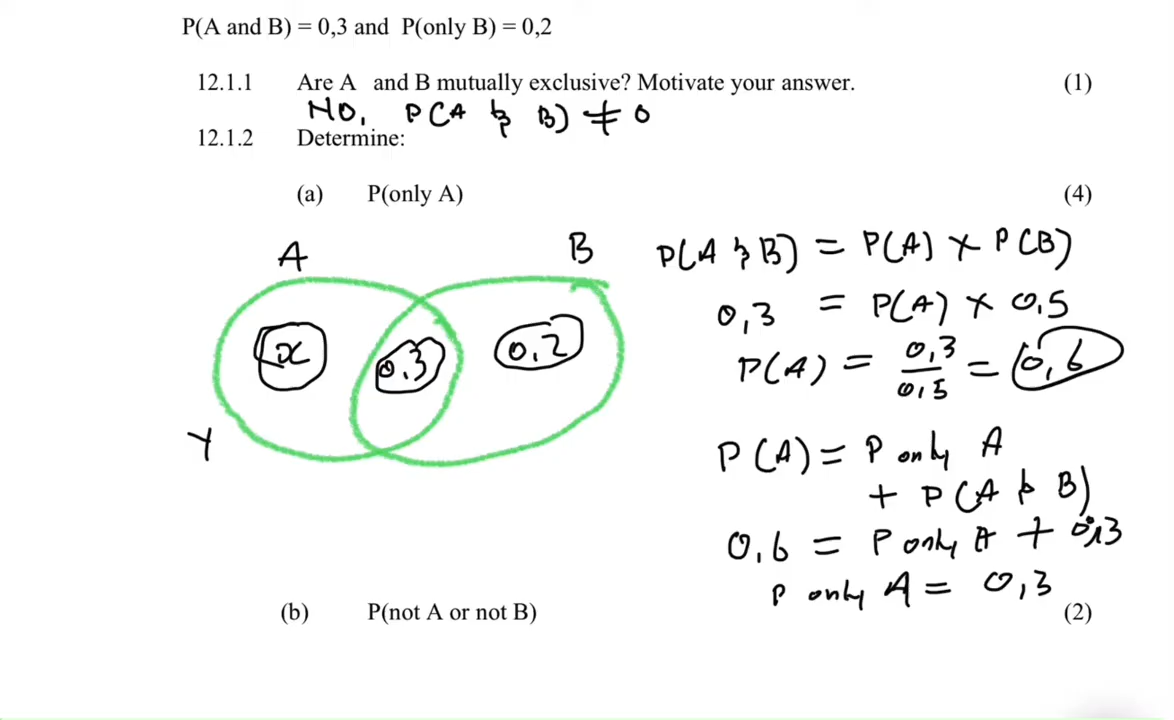 P(A and B) = 0,3 and P(only B) = 0,2
12.1.1 Are A and B mutually exclusive? Motivate your answer. (1)
NO, P(A & B) ≠ 0
12.1.2 Determine:
(a) P(only A) (4)
A B
P(A & B) = P(A) × P(B)
0,3 = P(A) × 0,5
x 0,3 0,2
P(A) = 0,3/0,5 = 0,6
Y
P(A) = P only A
+ P(A & B)
0,6 = P only A + 0,3
P only A = 0,3
(b) P(not A or not B) (2)